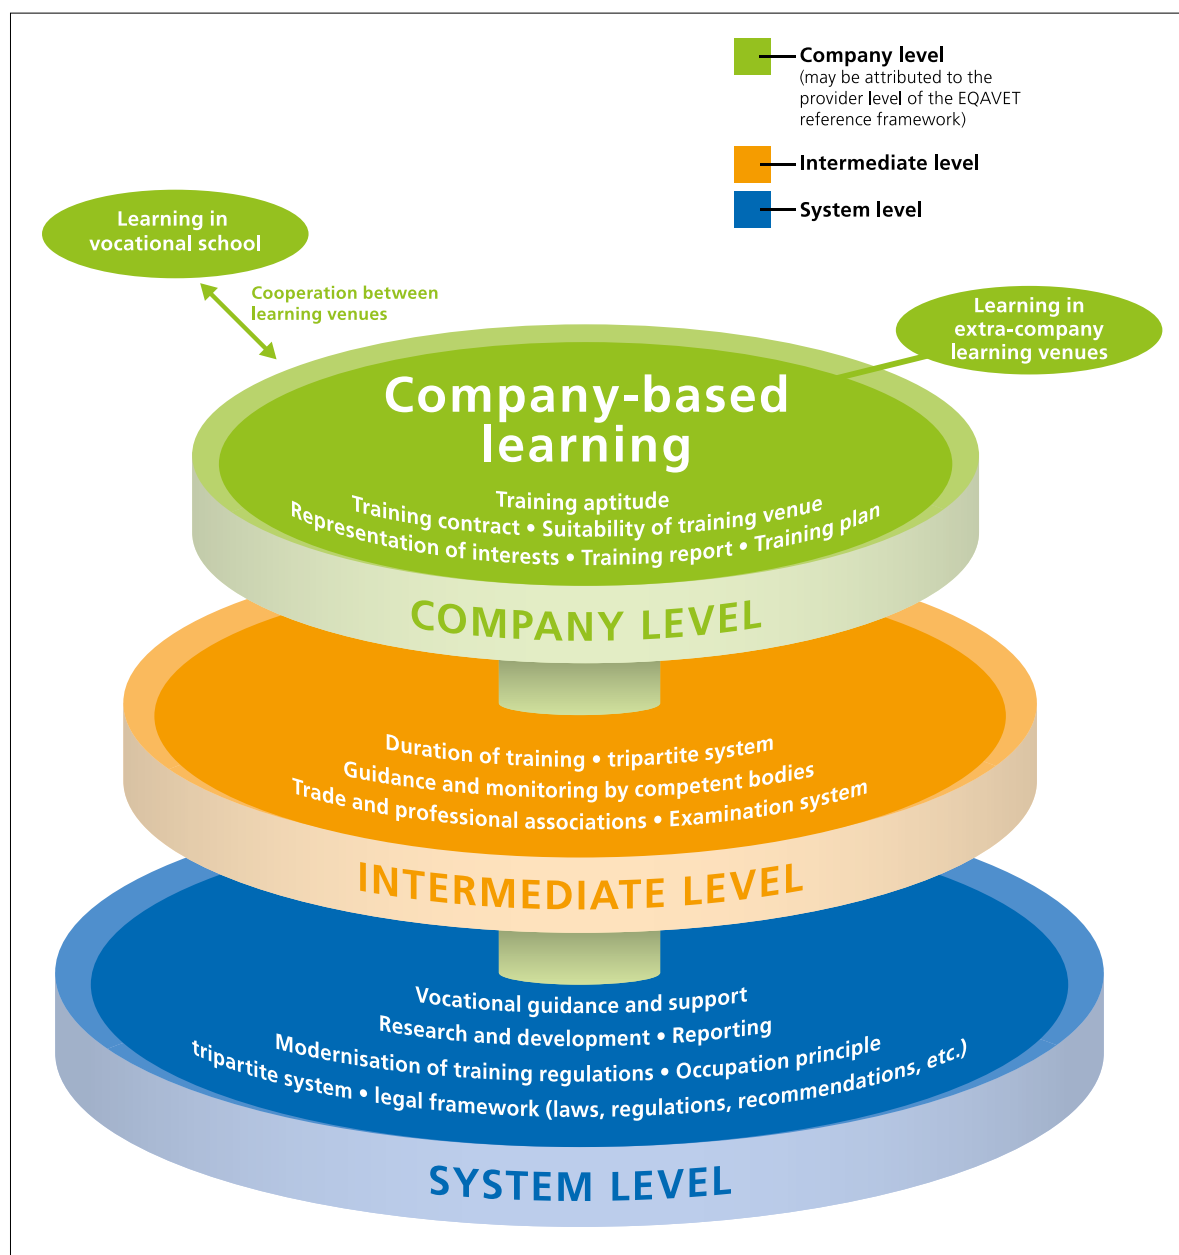 Company level
(may be attributed to the
provider level of the EQAVET
reference framework)
Intermediate level
System level
Learning in
vocational school
Cooperation between
learning venues
Learning in
extra-company
learning venues
Company-based
learning
Training aptitude
Training contract • Suitability of training venue
Representation of interests • Training report • Training plan
COMPANY LEVEL
Duration of training • tripartite system
Guidance and monitoring by competent bodies
Trade and professional associations • Examination system
INTERMEDIATE LEVEL
Vocational guidance and support
Research and development • Reporting
Modernisation of training regulations • Occupation principle
tripartite system • legal framework (laws, regulations, recommendations, etc.)
SYSTEM LEVEL